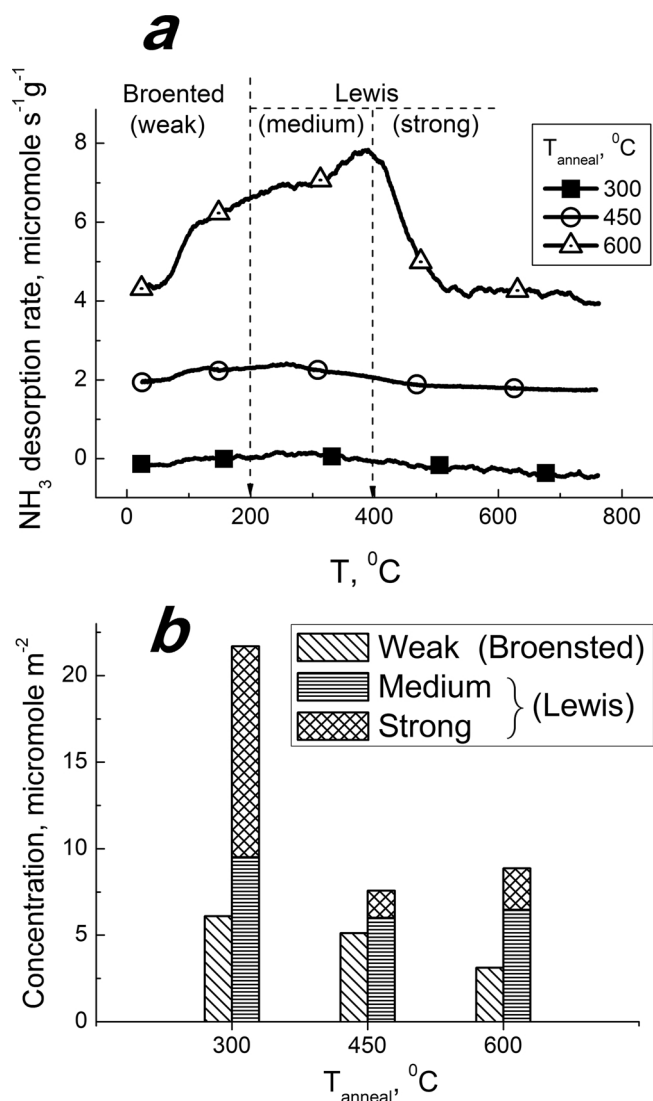 a
Broented
(weak)
Lewis
(medium)
(strong)
T_anneal, ⁰C
300
450
600
NH₃ desorption rate, micromole s⁻¹g⁻¹
8
6
4
2
0
0 200 400 600 800
T, ⁰C
b
Weak (Broensted)
Medium
Strong
(Lewis)
Concentration, micromole m⁻²
20
15
10
5
0
300 450 600
T_anneal, ⁰C